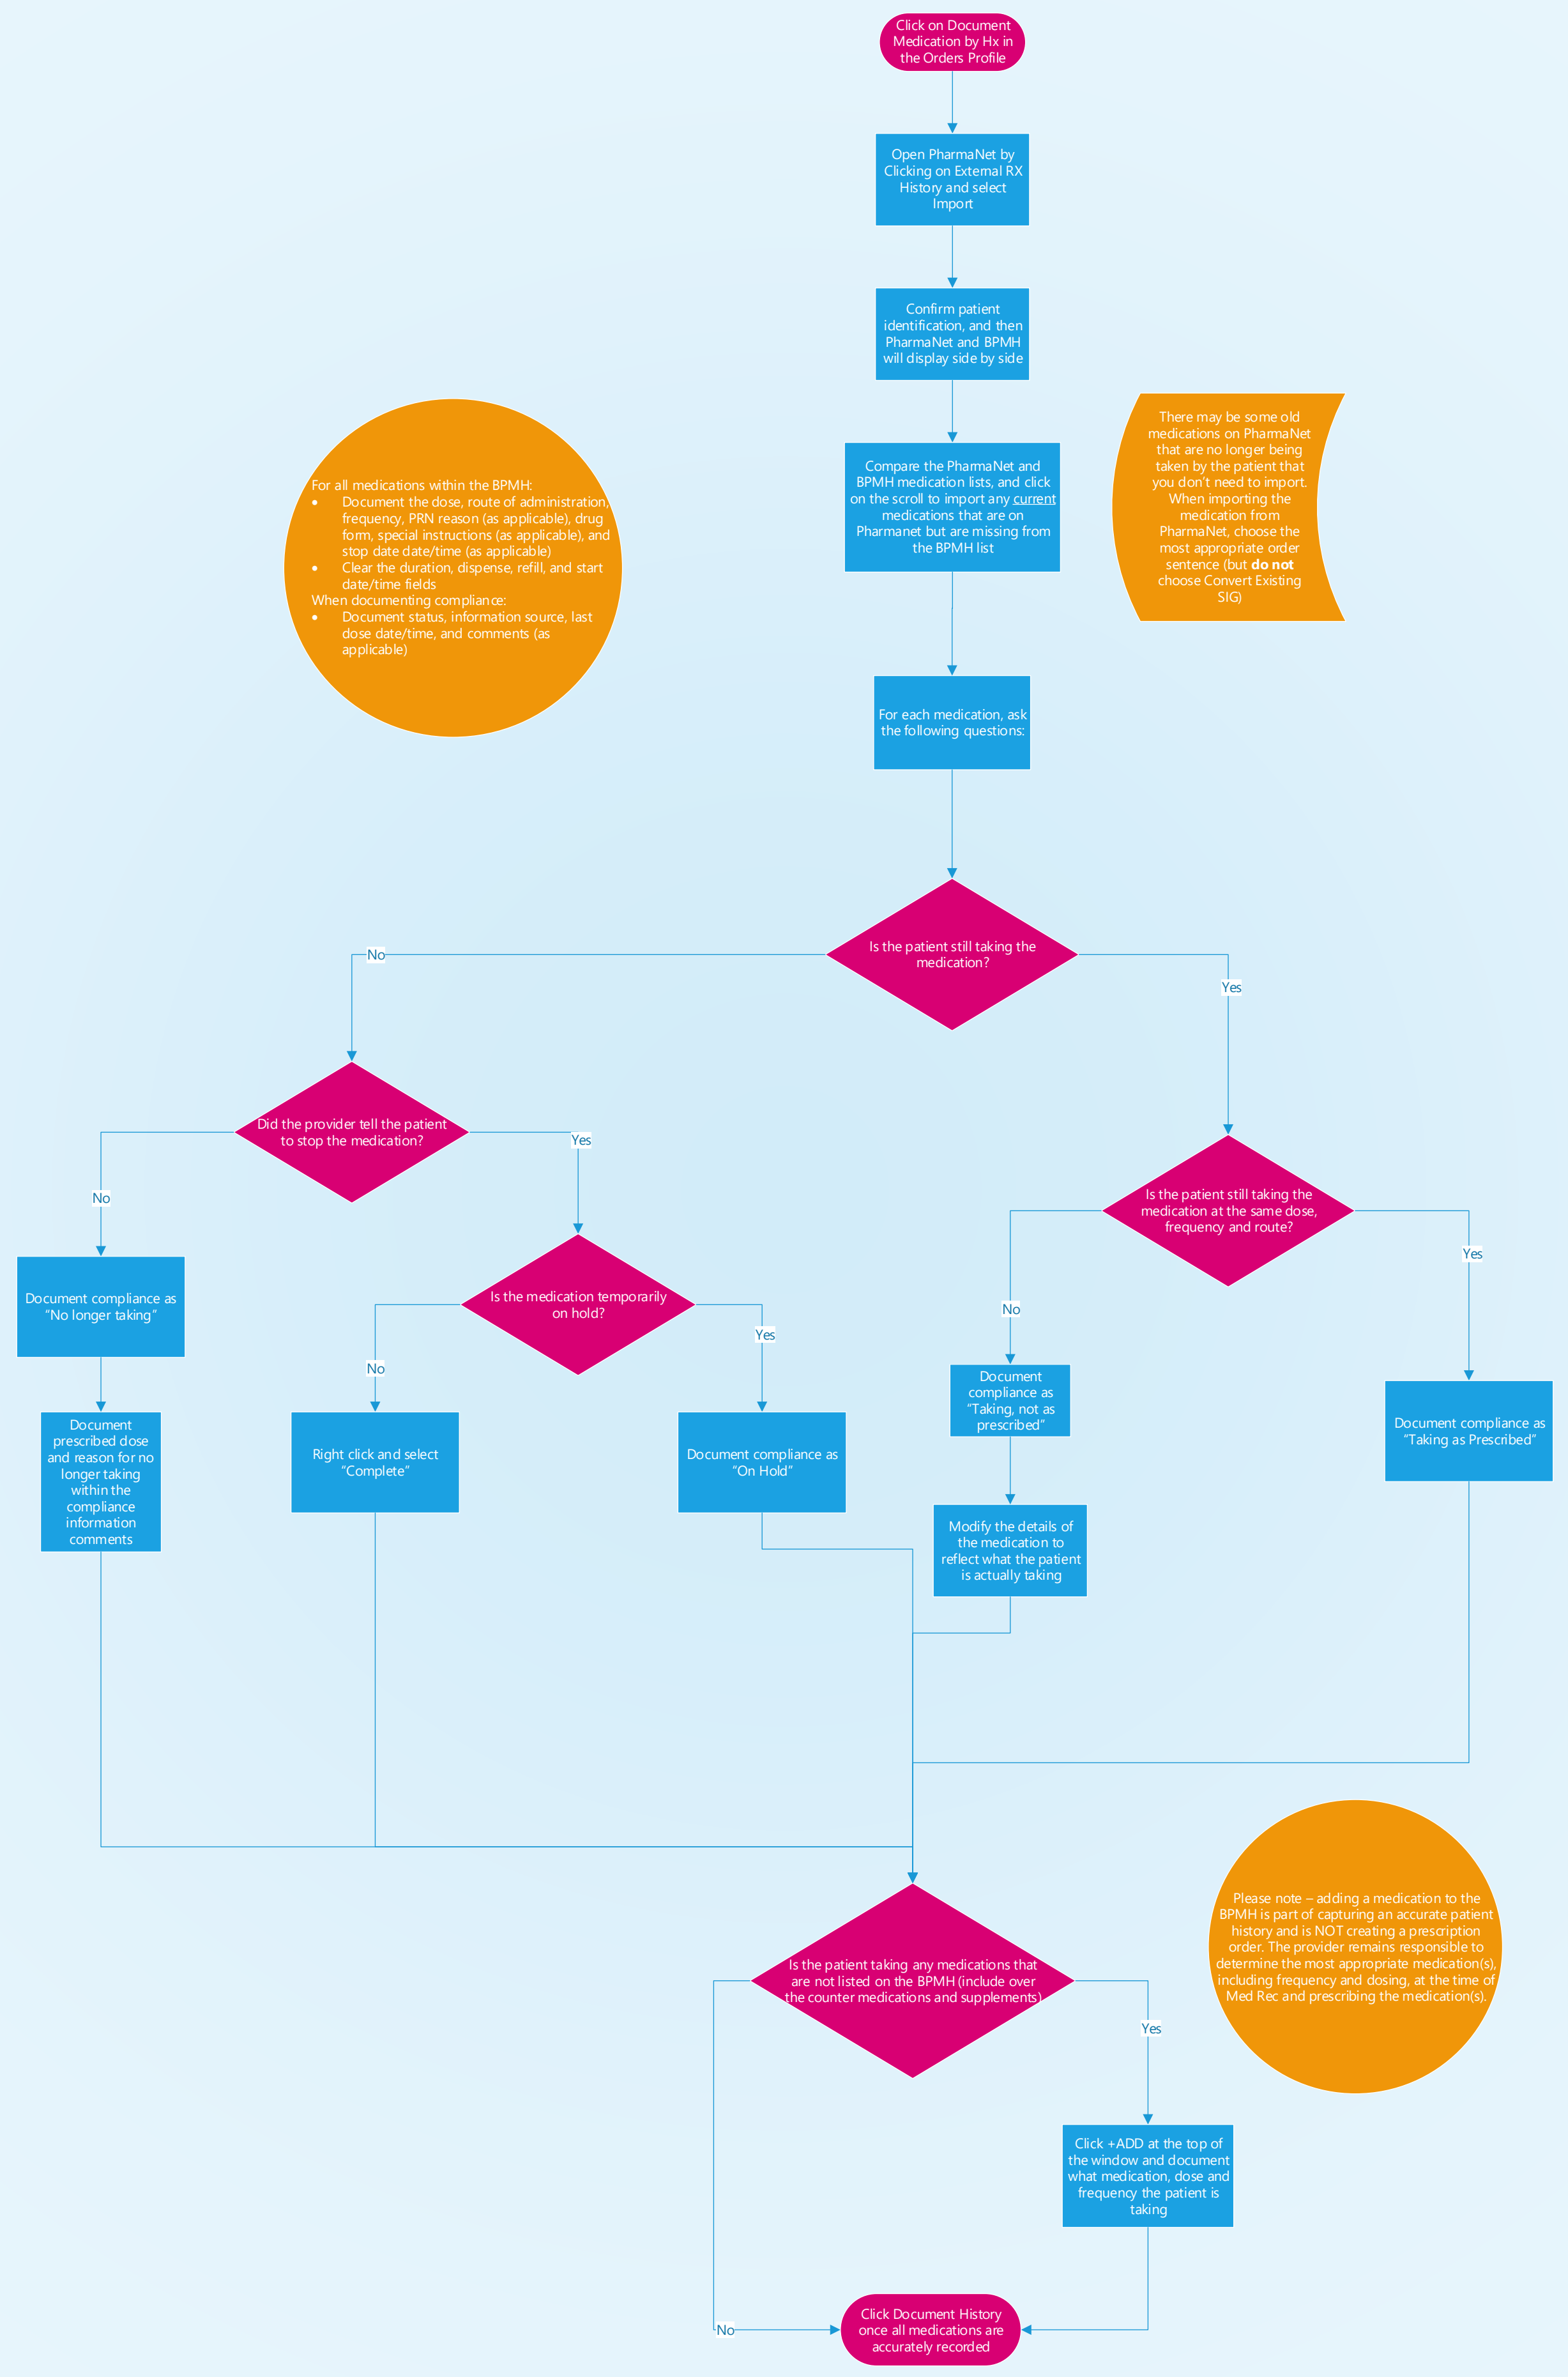 Click on Document
Medication by Hx in
the Orders Profile
Open PharmaNet by
Clicking on External RX
History and select
Import
Confirm patient
identification, and then
PharmaNet and BPMH
will display side by side
Compare the PharmaNet and
BPMH medication lists, and click
on the scroll to import any current
medications that are on
Pharmanet but are missing from
the BPMH list
There may be some old
medications on PharmaNet
that are no longer being
taken by the patient that
you don't need to import.
When importing the
medication from
PharmaNet, choose the
most appropriate order
sentence (but do not
choose Convert Existing
SIG)
For all medications within the BPMH:
• Document the dose, route of administration,
frequency, PRN reason (as applicable), drug
form, special instructions (as applicable), and
stop date date/time (as applicable)
• Clear the duration, dispense, refill, and start
date/time fields
When documenting compliance:
• Document status, information source, last
dose date/time, and comments (as
applicable)
For each medication, ask
the following questions:
Is the patient still taking the
medication?
No
Yes
Did the provider tell the patient
to stop the medication?
No
Yes
Is the patient still taking the
medication at the same dose,
frequency and route?
No
Yes
Document compliance as
“No longer taking”
Is the medication temporarily
on hold?
No
Yes
Document
prescribed dose
and reason for no
longer taking
within the
compliance
information
comments
Right click and select
“Complete”
Document compliance as
“On Hold”
Document
compliance as
“Taking, not as
prescribed”
Document compliance as
“Taking as Prescribed”
Modify the details of
the medication to
reflect what the patient
is actually taking
Is the patient taking any medications that
are not listed on the BPMH (include over
the counter medications and supplements)
Yes
No
Please note – adding a medication to the
BPMH is part of capturing an accurate patient
history and is NOT creating a prescription
order. The provider remains responsible to
determine the most appropriate medication(s),
including frequency and dosing, at the time of
Med Rec and prescribing the medication(s).
Click +ADD at the top of
the window and document
what medication, dose and
frequency the patient is
taking
Click Document History
once all medications are
accurately recorded